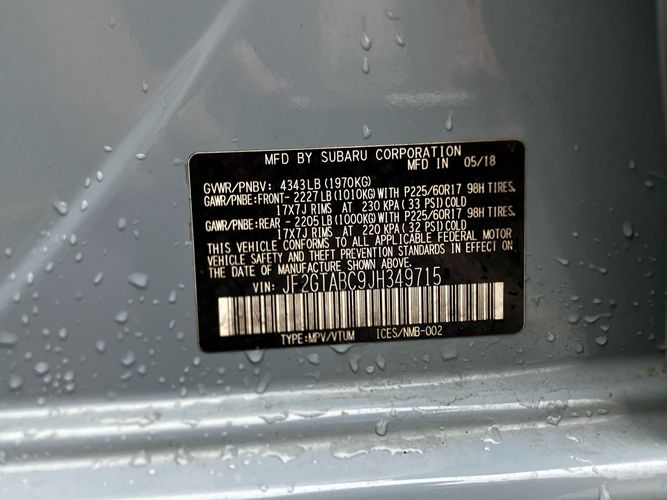 MFD BY SUBARU CORPORATION
MFD IN 05/18
GVWR/PNBV: 4343LB(1970KG)
GAWR/PNBE:FRONT-2227LB(1010KG)WITH P225/60R17 98H TIRES.
17X7J RIMS AT 230 KPA(33 PSI)COLD
GAWR/PNBE:REAR -2205LB(1000KG)WITH P225/60R17 98H TIRES.
17X7J RIMS AT 220 KPA(32 PSI)COLD
THIS VEHICLE CONFORMS TO ALL APPLICABLE FEDERAL MOTOR
VEHICLE SAFETY AND THEFT PREVENTION STANDARDS IN EFFECT ON
THE DATE OF MANUFACTURE SHOWN ABOVE.
VIN: JF2GTABC9JH349715
TYPE:MPV/VTUM ICES/NMB-002